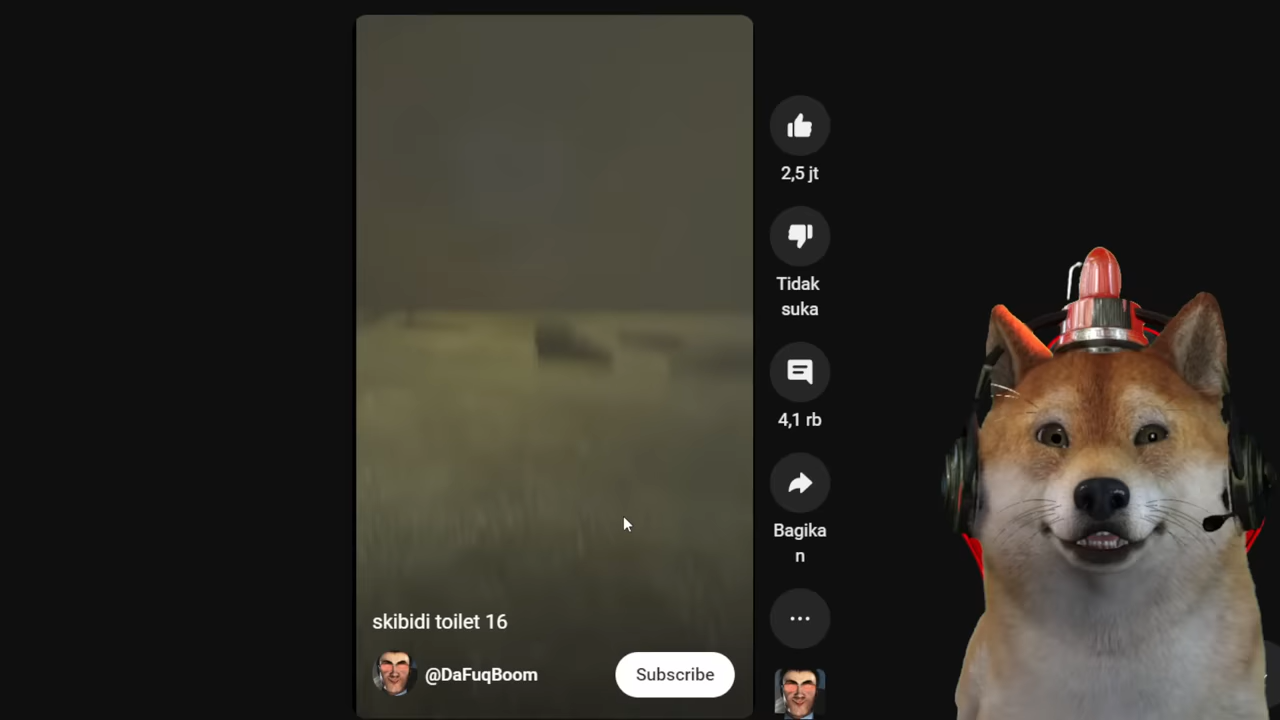 2,5 jt
Tidak
suka
4,1 rb
Bagika
n
skibidi toilet 16
@DaFuqBoom
Subscribe